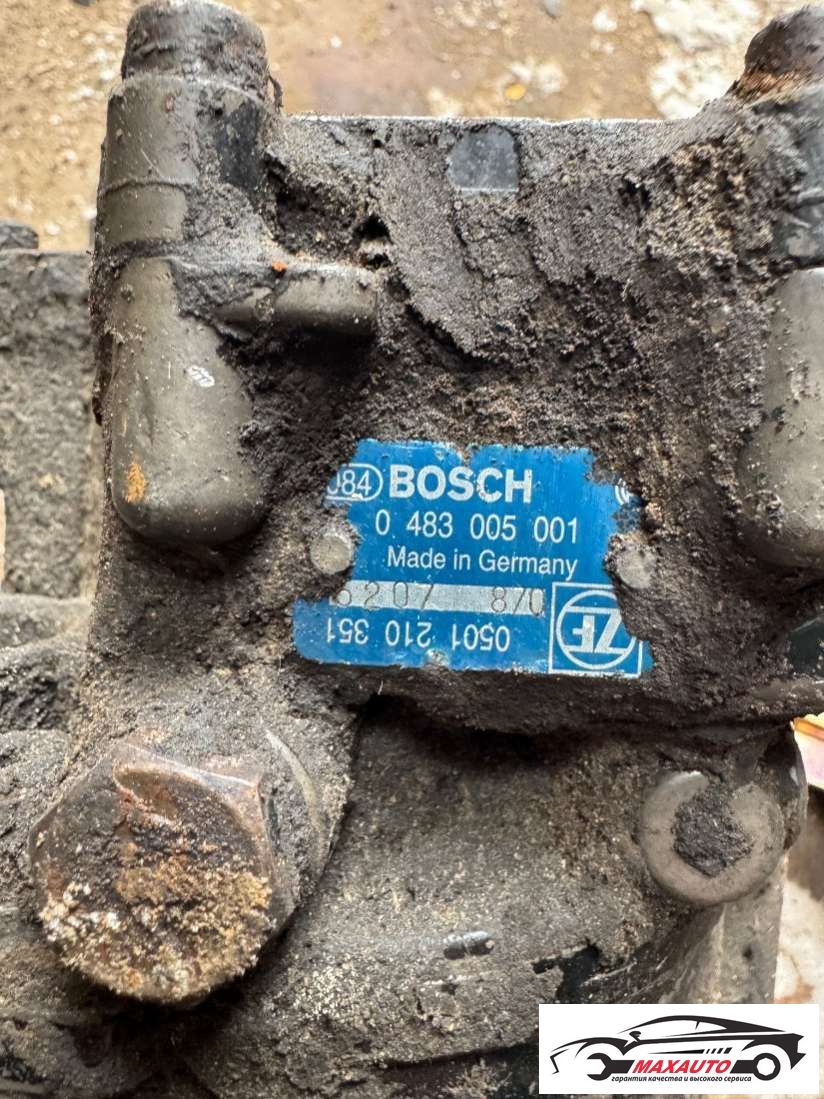 084 BOSCH
0 483 005 001
Made in Germany
6207 870
0501 210 351
ZF
MAXAUTO
гарантия качества и высокого сервиса